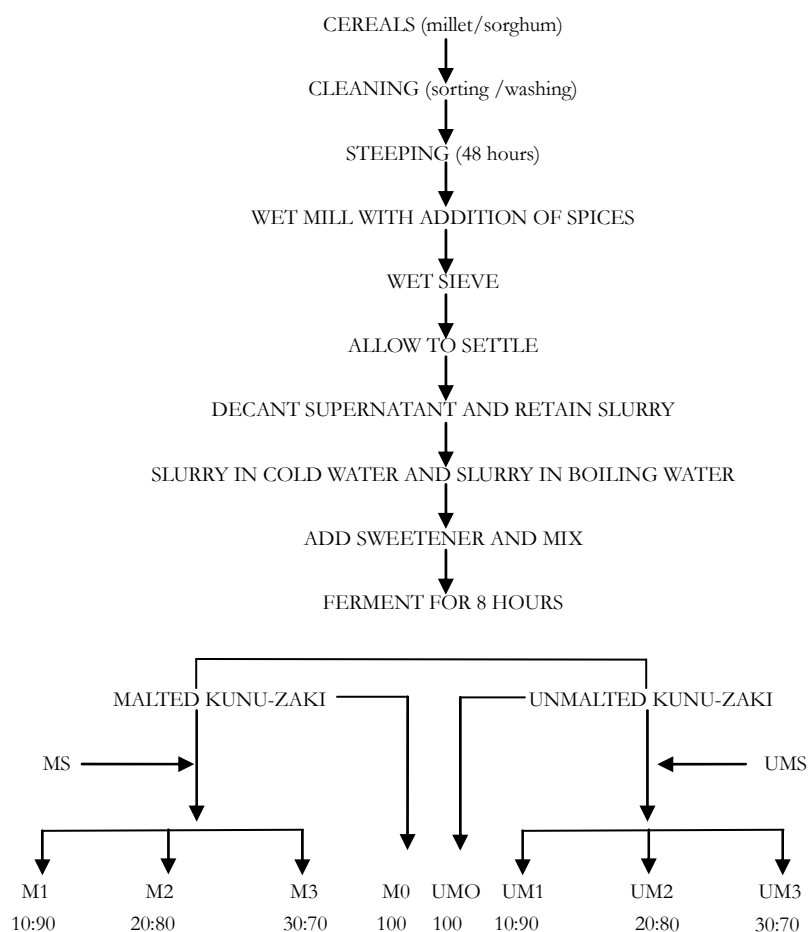 CEREALS (millet/sorghum)
CLEANING (sorting /washing)
STEEPING (48 hours)
WET MILL WITH ADDITION OF SPICES
WET SIEVE
ALLOW TO SETTLE
DECANT SUPERNATANT AND RETAIN SLURRY
SLURRY IN COLD WATER AND SLURRY IN BOILING WATER
ADD SWEETENER AND MIX
FERMENT FOR 8 HOURS
MALTED KUNU-ZAKI UNMALTED KUNU-ZAKI
MS UMS
M1 M2 M3 M0 UMO UM1 UM2 UM3
10:90 20:80 30:70 100 100 10:90 20:80 30:70